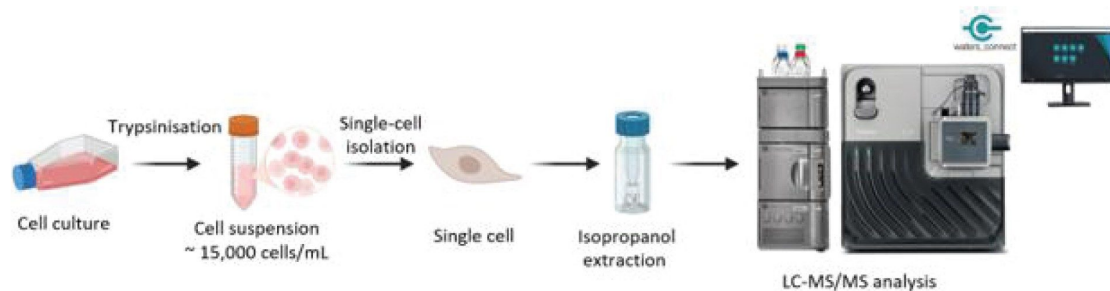 waters_connect
Trypsinisation
Single-cell
isolation
Cell culture
Cell suspension
~ 15,000 cells/mL
Single cell
Isopropanol
extraction
LC-MS/MS analysis